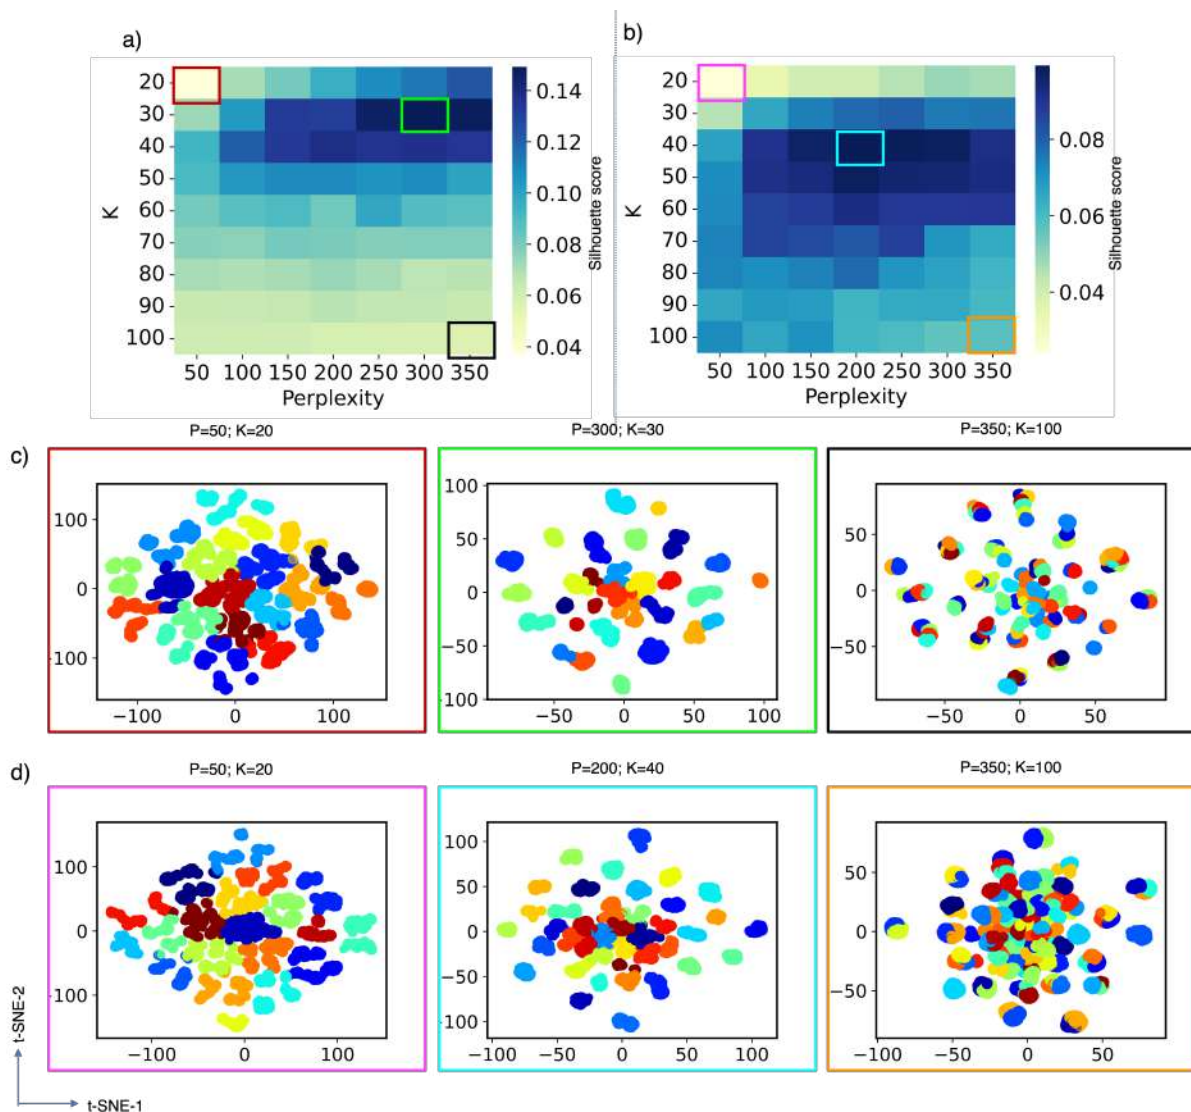 a)
b)
20
30
40
50
60
70
80
90
100
K
50 100 150 200 250 300 350
Perplexity
0.14
0.12
0.10
0.08
0.06
0.04
Silhouette score
20
30
40
50
60
70
80
90
100
50 100 150 200 250 300 350
Perplexity
0.08
0.06
0.04
Silhouette score
c)
P=50; K=20
P=300; K=30
P=350; K=100
100
0
-100
−100 0 100
100
50
0
−50
-100
−50 0 50 100
50
0
−50
−50 0 50
d)
P=50; K=20
P=200; K=40
P=350; K=100
100
0
-100
−100 0 100
100
50
0
−50
-100
−100 −50 0 50 100
50
0
−50
−100 −50 0 50
t-SNE-2
t-SNE-1